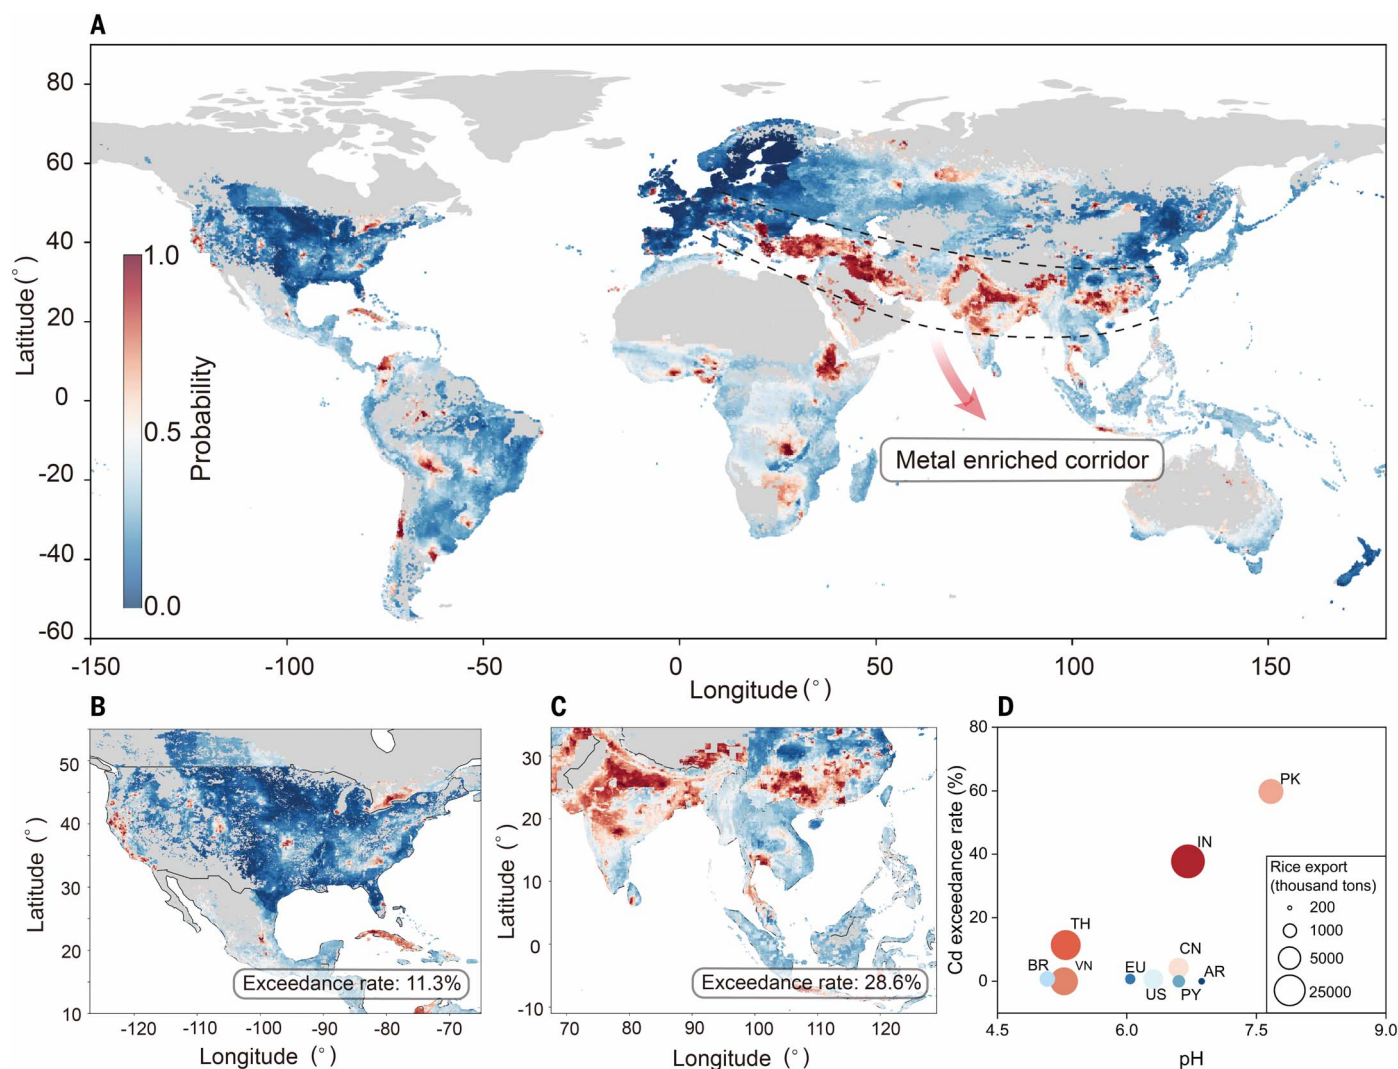 A
80
60
40
20
0
-20
-40
-60
Latitude (°)
1.0
0.5
0.0
Probability
Metal enriched corridor
-150
-100
-50
0
50
100
150
Longitude (°)
B
50
40
30
20
10
Latitude (°)
Exceedance rate: 11.3%
-120
-110
-100
-90
-80
-70
Longitude (°)
C
30
20
10
0
-10
Latitude (°)
Exceedance rate: 28.6%
70
80
90
100
110
120
Longitude (°)
D
80
60
40
20
0
Cd exceedance rate (%)
PK
IN
TH
CN
BR
VN
EU
US
PY
AR
Rice export
(thousand tons)
200
1000
5000
25000
4.5
6.0
7.5
9.0
pH